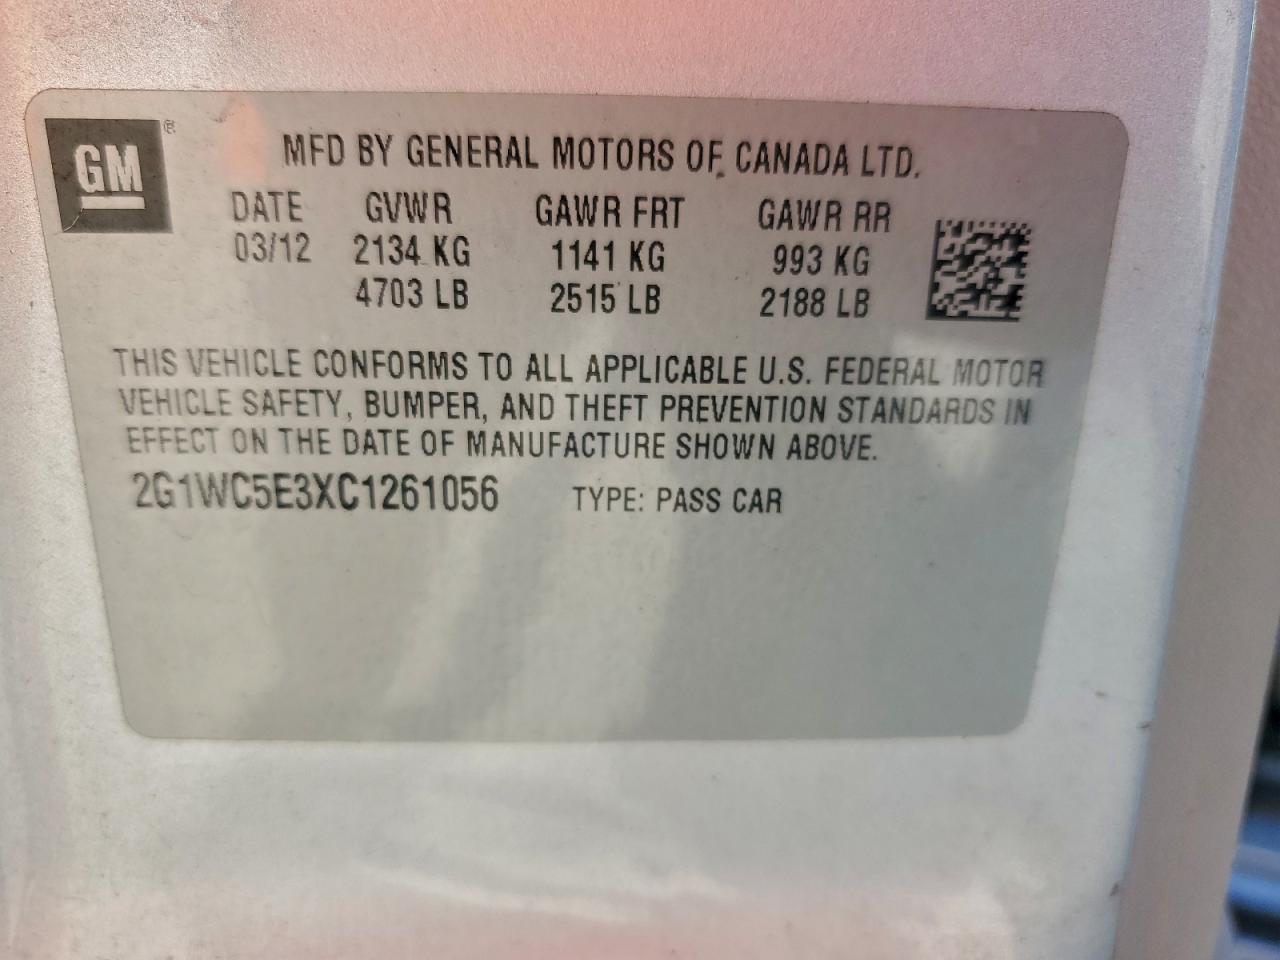 GM®
MFD BY GENERAL MOTORS OF CANADA LTD.
DATE GVWR GAWR FRT GAWR RR
03/12 2134 KG 1141 KG 993 KG
4703 LB 2515 LB 2188 LB
THIS VEHICLE CONFORMS TO ALL APPLICABLE U.S. FEDERAL MOTOR
VEHICLE SAFETY, BUMPER, AND THEFT PREVENTION STANDARDS IN
EFFECT ON THE DATE OF MANUFACTURE SHOWN ABOVE.
2G1WC5E3XC1261056 TYPE: PASS CAR